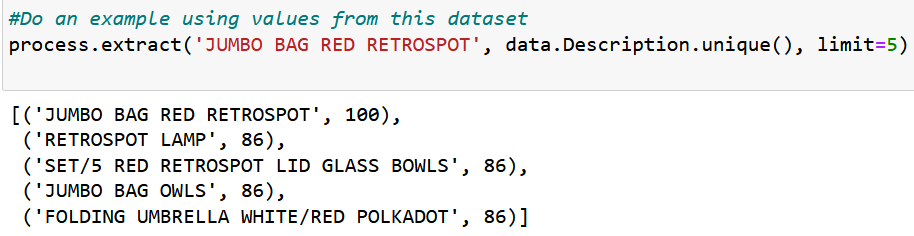 #Do an example using values from this dataset
process.extract('JUMBO BAG RED RETROSPOT', data.Description.unique(), limit=5)
[('JUMBO BAG RED RETROSPOT', 100),
('RETROSPOT LAMP', 86),
('SET/5 RED RETROSPOT LID GLASS BOWLS', 86),
('JUMBO BAG OWLS', 86),
('FOLDING UMBRELLA WHITE/RED POLKADOT', 86)]